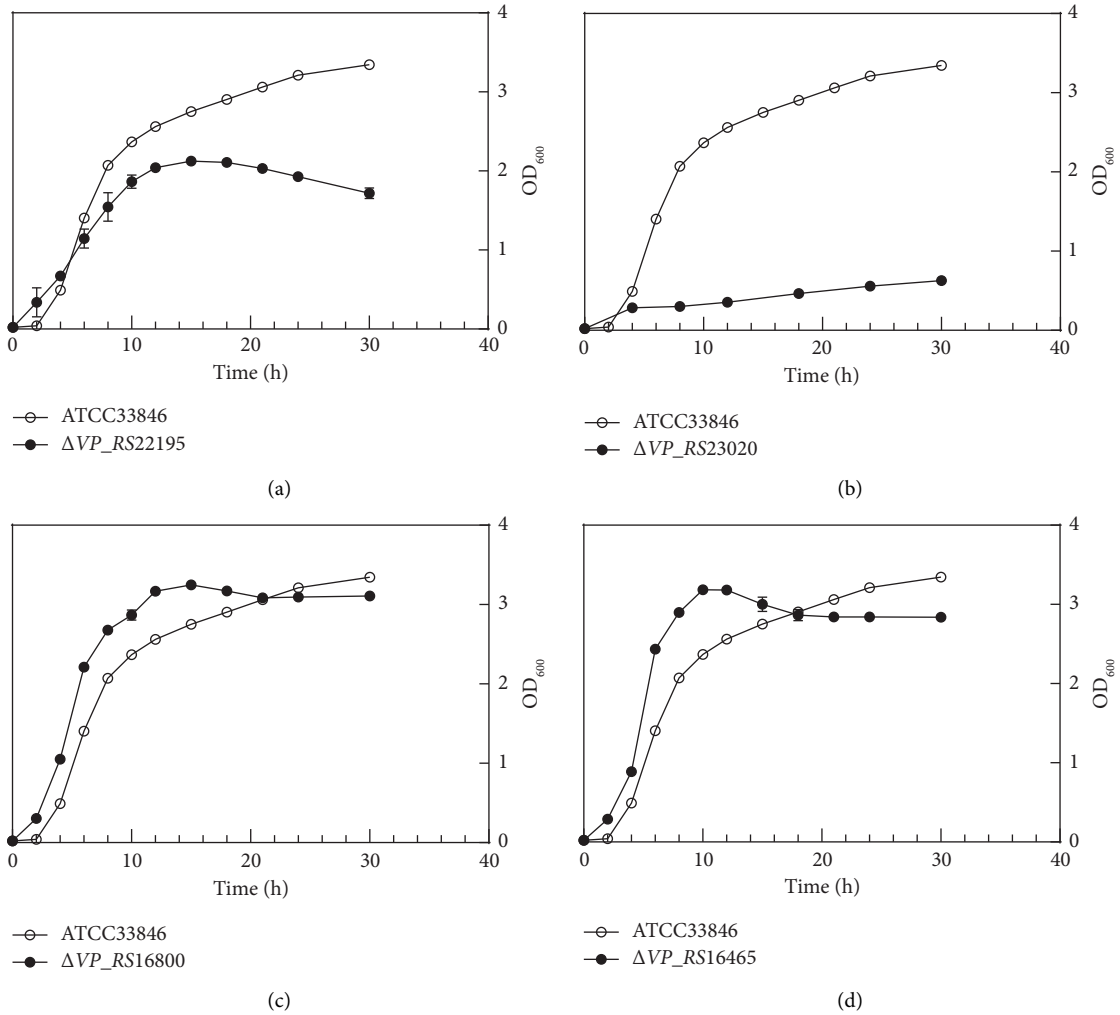 4
3
2
1
0
OD600
0 10 20 30 40
Time (h)
ATCC33846
ΔVP_RS22195
(a)
4
3
2
1
0
OD600
0 10 20 30 40
Time (h)
ATCC33846
ΔVP_RS23020
(b)
4
3
2
1
0
OD600
0 10 20 30 40
Time (h)
ATCC33846
ΔVP_RS16800
(c)
4
3
2
1
0
OD600
0 10 20 30 40
Time (h)
ATCC33846
ΔVP_RS16465
(d)